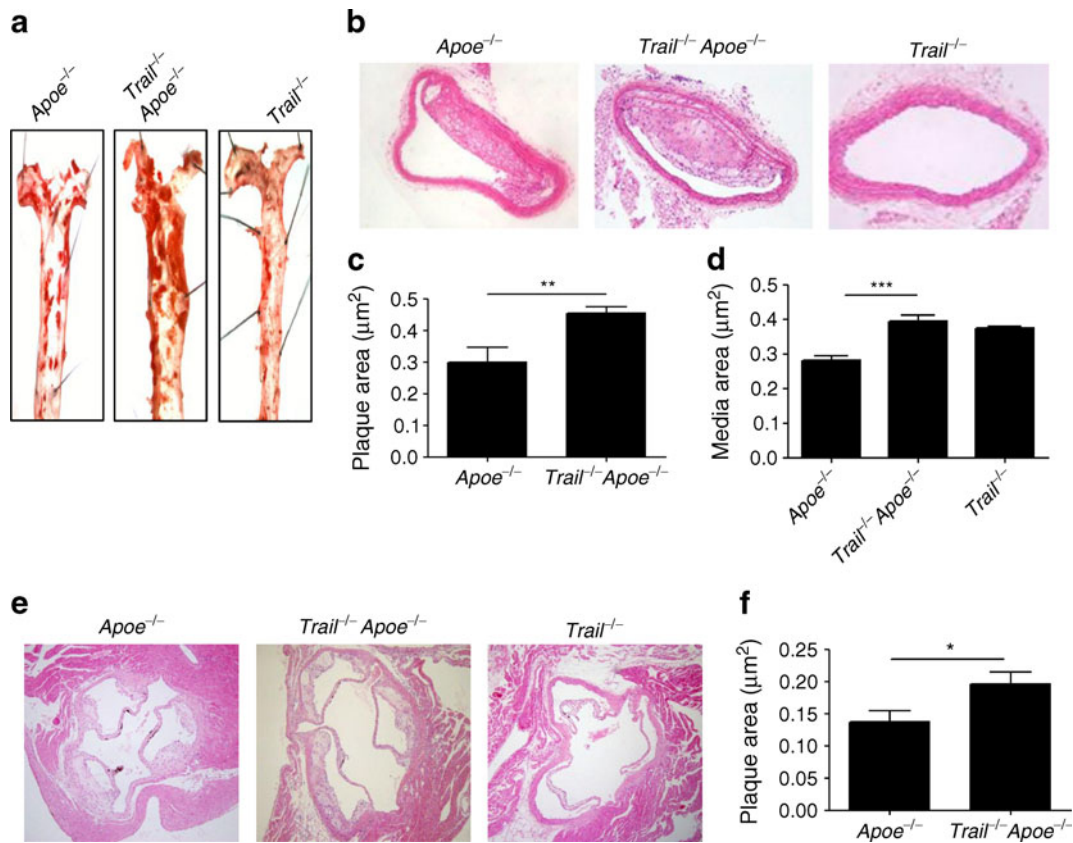 a
Apoe−/−
Trail−/−
Apoe−/−
Trail−/−
b
Apoe−/−
Trail−/− Apoe−/−
Trail−/−
c
**
Plaque area (μm²)
0.5
0.4
0.3
0.2
0.1
0.0
Apoe−/−
Trail−/− Apoe−/−
d
***
Media area (μm²)
0.5
0.4
0.3
0.2
0.1
0.0
Apoe−/−
Trail−/− Apoe−/−
Trail−/−
e
Apoe−/−
Trail−/− Apoe−/−
Trail−/−
f
*
Plaque area (μm²)
0.25
0.20
0.15
0.10
0.05
0.00
Apoe−/−
Trail−/− Apoe−/−